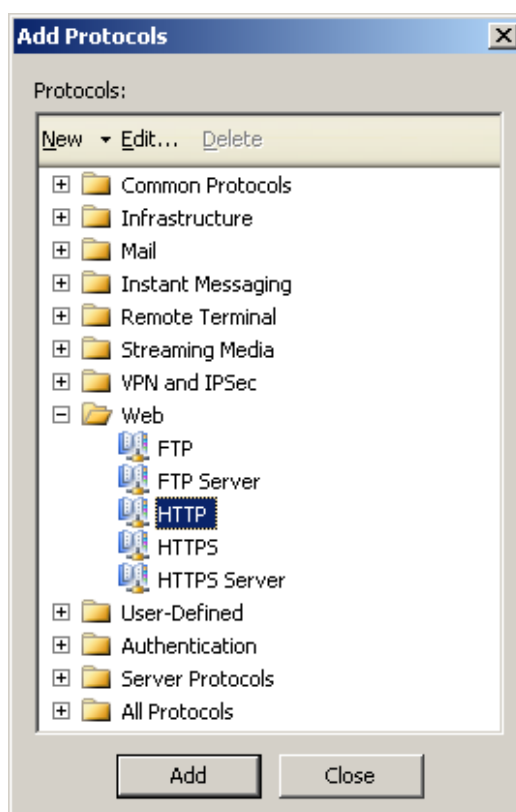 Add Protocols
Protocols:
New Edit... Delete
Common Protocols
Infrastructure
Mail
Instant Messaging
Remote Terminal
Streaming Media
VPN and IPSec
Web
FTP
FTP Server
HTTP
HTTPS
HTTPS Server
User-Defined
Authentication
Server Protocols
All Protocols
Add Close